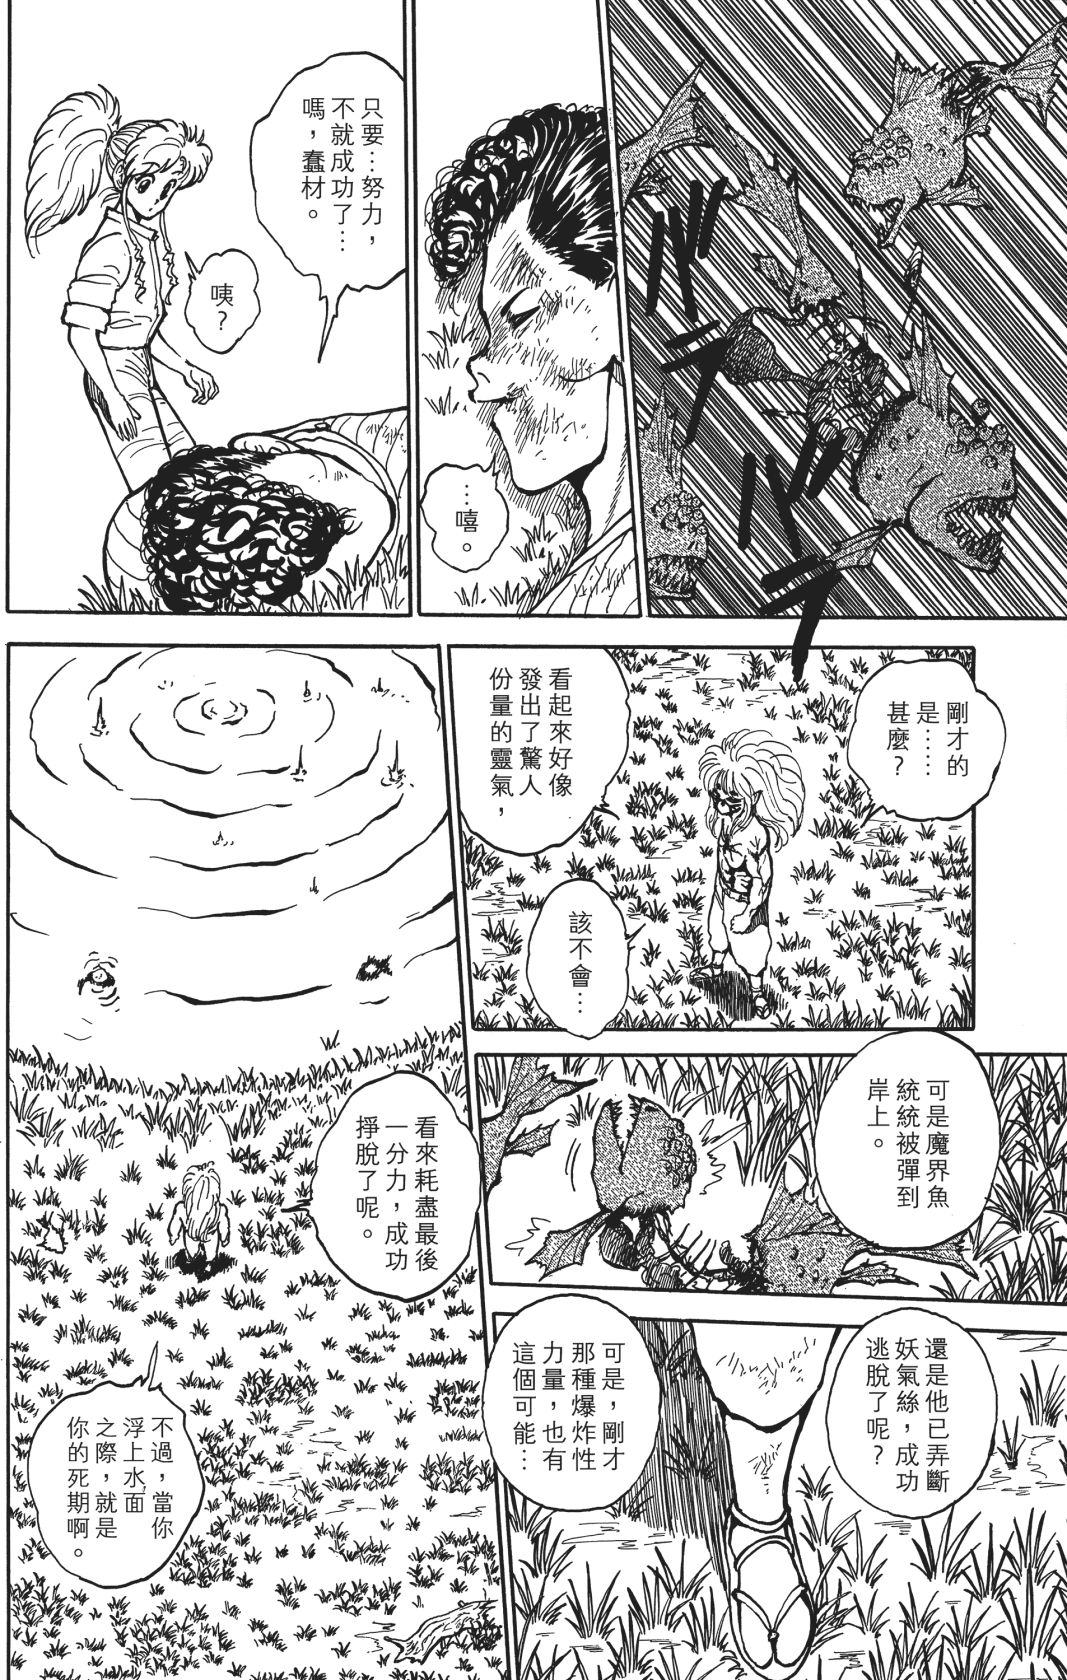 ババババ
…嘻。
只要…努力，
不就成功了…
嗎，蠢材。
咦？
剛才的
是……
甚麼？
看起來好像
發出了驚人
份量的靈氣，
該不會…
可是魔界魚
統統被彈到
岸上。
還是他已弄斷
妖氣絲，成功
逃脫了呢？
可是，剛才
那種爆炸性
力量，也有
這個可能…
看來耗盡最後
一分力，成功
掙脫了呢。
不過，當你
浮上水面
之際，就是
你的死期啊。